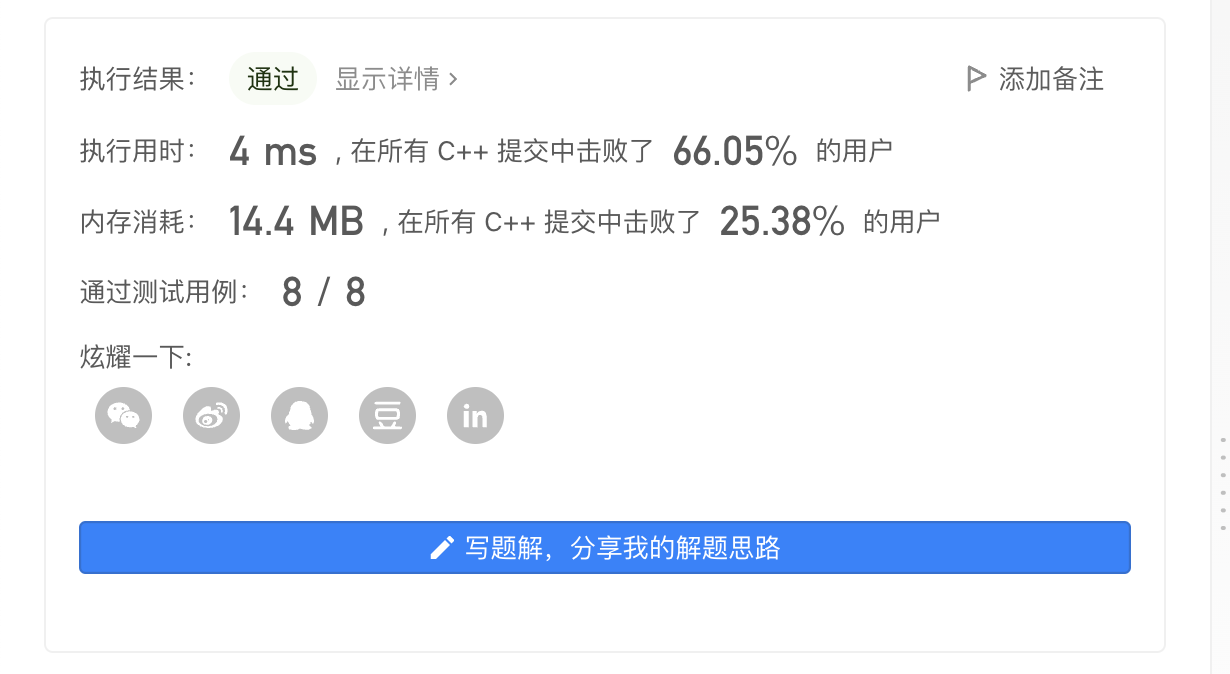 执行结果： 通过 显示详情 › 添加备注
执行用时： 4 ms , 在所有 C++ 提交中击败了 66.05% 的用户
内存消耗： 14.4 MB , 在所有 C++ 提交中击败了 25.38% 的用户
通过测试用例： 8 / 8
炫耀一下:
豆 in
写题解，分享我的解题思路